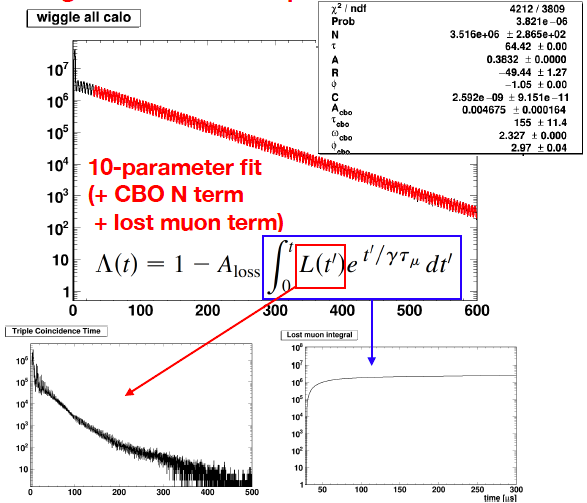 wiggle all calo
χ² / ndf 4212 / 3809
Prob 3.821e-06
N 3.516e+06 ± 2.865e+02
τ 64.42 ± 0.00
A 0.3832 ± 0.0000
R -49.44 ± 1.27
φ -1.05 ± 0.00
C 2.592e-09 ± 9.151e-11
A_cbo 0.004675 ± 0.000164
τ_cbo 155 ± 11.4
ω_cbo 2.327 ± 0.000
φ_cbo 2.97 ± 0.04
10⁷
10⁶
10⁵
10⁴
10³
10²
10
1
10-parameter fit
(+ CBO N term
+ lost muon term)
Λ(t) = 1 − A_loss ∫₀ᵗ L(t′) e^{t′/γτ_μ} dt′
0 100 200 300 400 500 600
Triple Coincidence Time
10⁶
10⁵
10⁴
10³
10²
10
1
0 100 200 300 400 500
Lost muon integral
10⁸
10⁷
10⁶
10⁵
10⁴
10³
10²
10
1
50 100 150 200 250 300
time [μs]